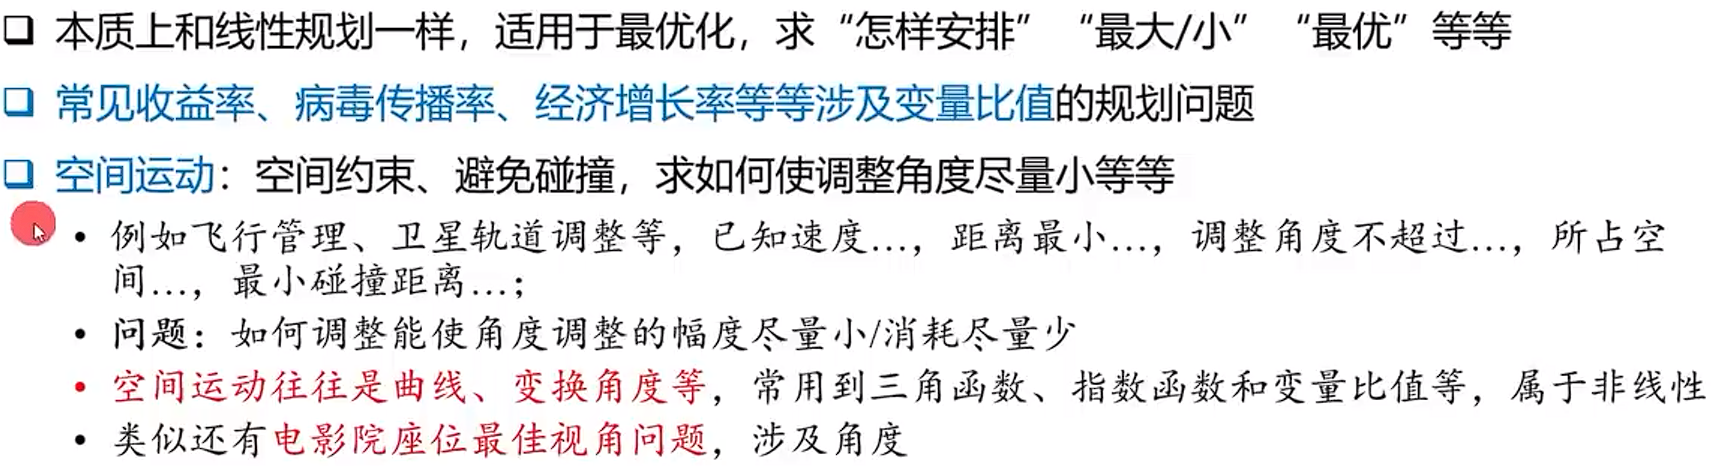 本质上和线性规划一样，适用于最优化，求“怎样安排”“最大/小”“最优”等等
常见收益率、病毒传播率、经济增长率等等涉及变量比值的规划问题
空间运动：空间约束、避免碰撞，求如何使调整角度尽量小等等
• 例如飞行管理、卫星轨道调整等，已知速度…，距离最小…，调整角度不超过…，所占空
间…，最小碰撞距离…；
• 问题：如何调整能使角度调整的幅度尽量小/消耗尽量少
• 空间运动往往是曲线、变换角度等，常用到三角函数、指数函数和变量比值等，属于非线性
• 类似还有电影院座位最佳视角问题，涉及角度